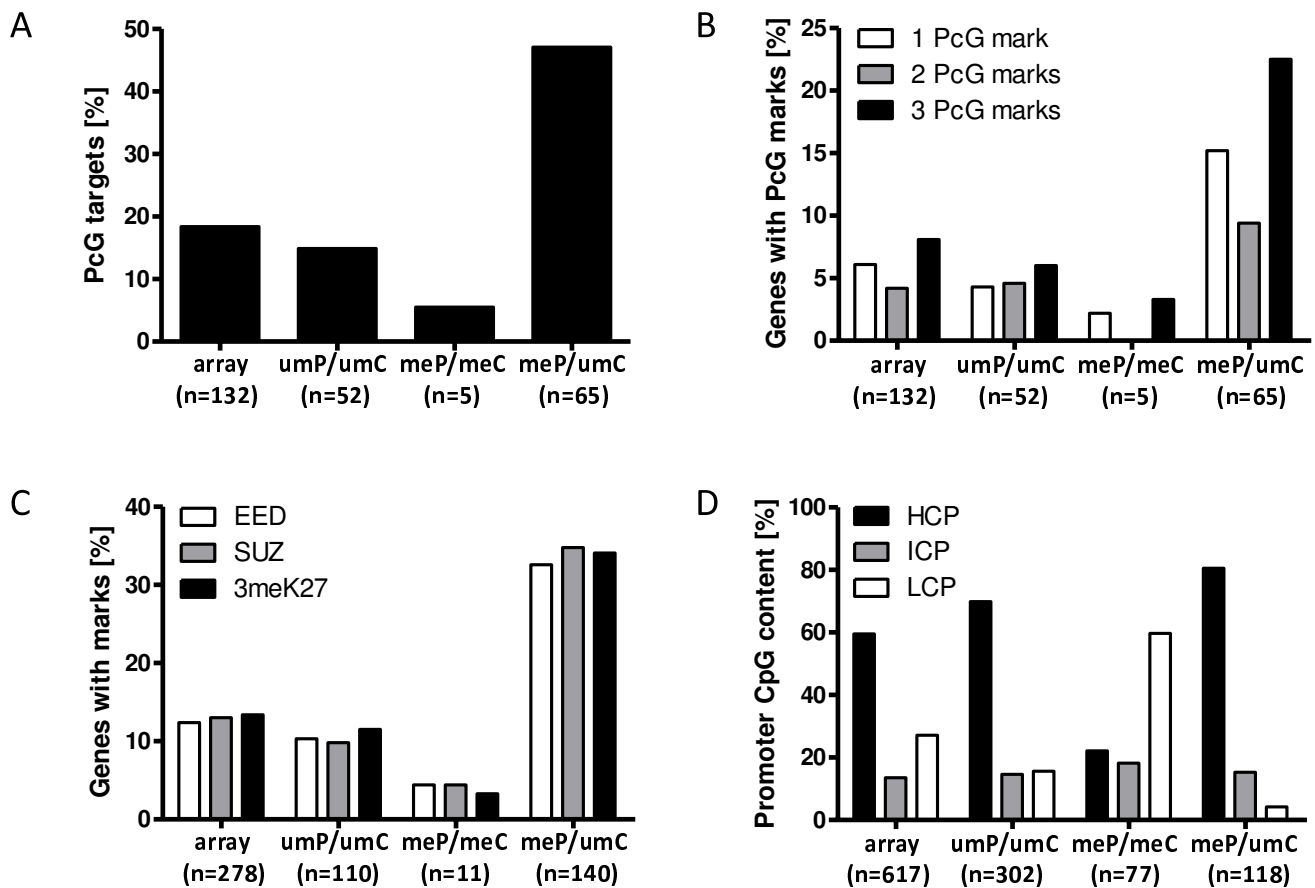 A
PcG targets [%]
50
40
30
20
10
0
array
(n=132)
umP/umC
(n=52)
meP/meC
(n=5)
meP/umC
(n=65)
B
Genes with PcG marks [%]
25
20
15
10
5
0
1 PcG mark
2 PcG marks
3 PcG marks
array
(n=132)
umP/umC
(n=52)
meP/meC
(n=5)
meP/umC
(n=65)
C
Genes with marks [%]
40
30
20
10
0
EED
SUZ
3meK27
array
(n=278)
umP/umC
(n=110)
meP/meC
(n=11)
meP/umC
(n=140)
D
Promoter CpG content [%]
100
80
60
40
20
0
HCP
ICP
LCP
array
(n=617)
umP/umC
(n=302)
meP/meC
(n=77)
meP/umC
(n=118)